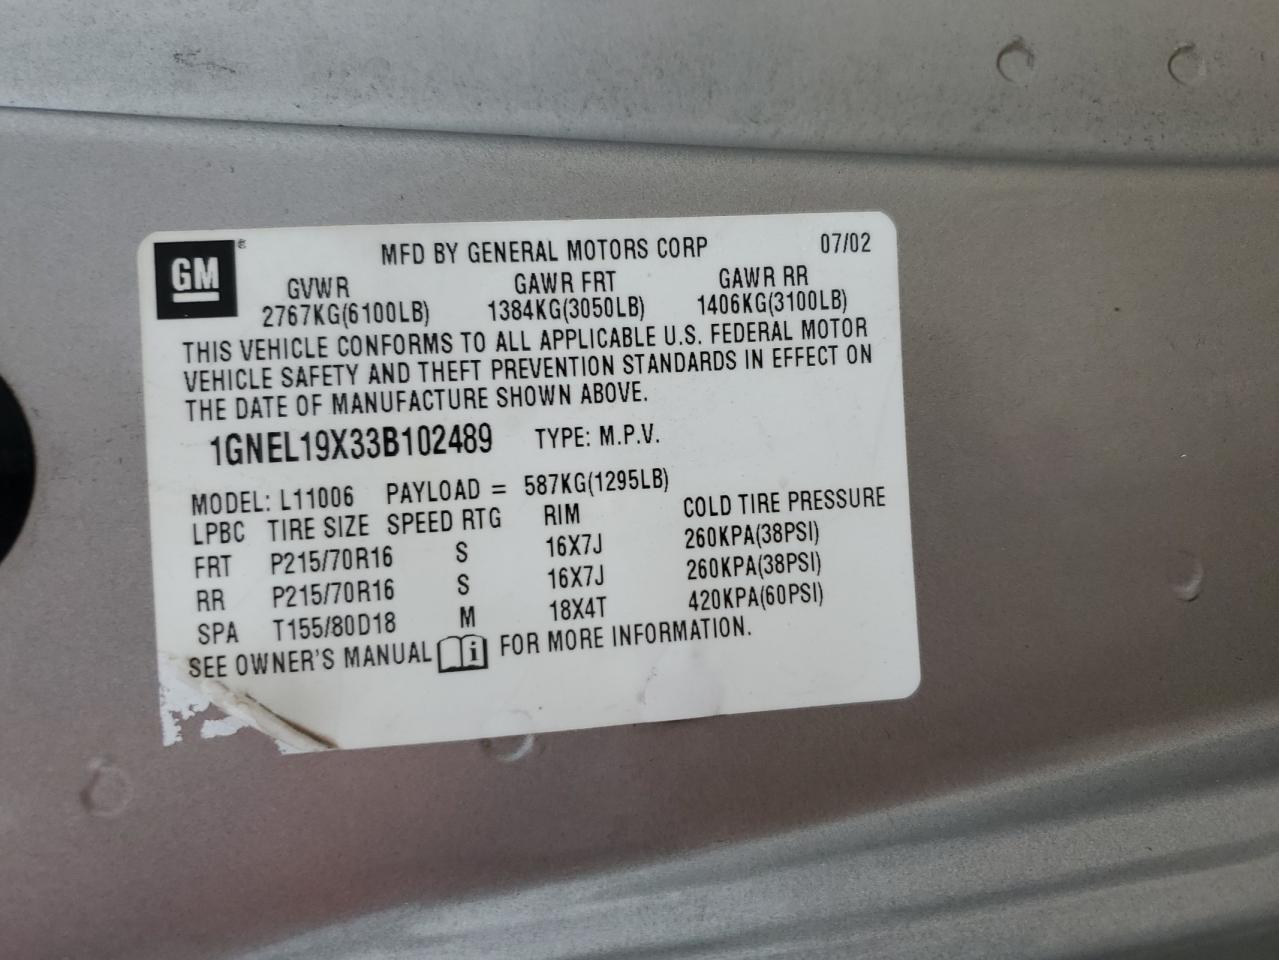 GM® MFD BY GENERAL MOTORS CORP 07/02
GVWR GAWR FRT GAWR RR
2767KG(6100LB) 1384KG(3050LB) 1406KG(3100LB)
THIS VEHICLE CONFORMS TO ALL APPLICABLE U.S. FEDERAL MOTOR
VEHICLE SAFETY AND THEFT PREVENTION STANDARDS IN EFFECT ON
THE DATE OF MANUFACTURE SHOWN ABOVE.
1GNEL19X33B102489 TYPE: M.P.V.
MODEL: L11006 PAYLOAD = 587KG(1295LB)
LPBC TIRE SIZE SPEED RTG RIM COLD TIRE PRESSURE
FRT P215/70R16 S 16X7J 260KPA(38PSI)
RR P215/70R16 S 16X7J 260KPA(38PSI)
SPA T155/80D18 M 18X4T 420KPA(60PSI)
SEE OWNER'S MANUAL i FOR MORE INFORMATION.